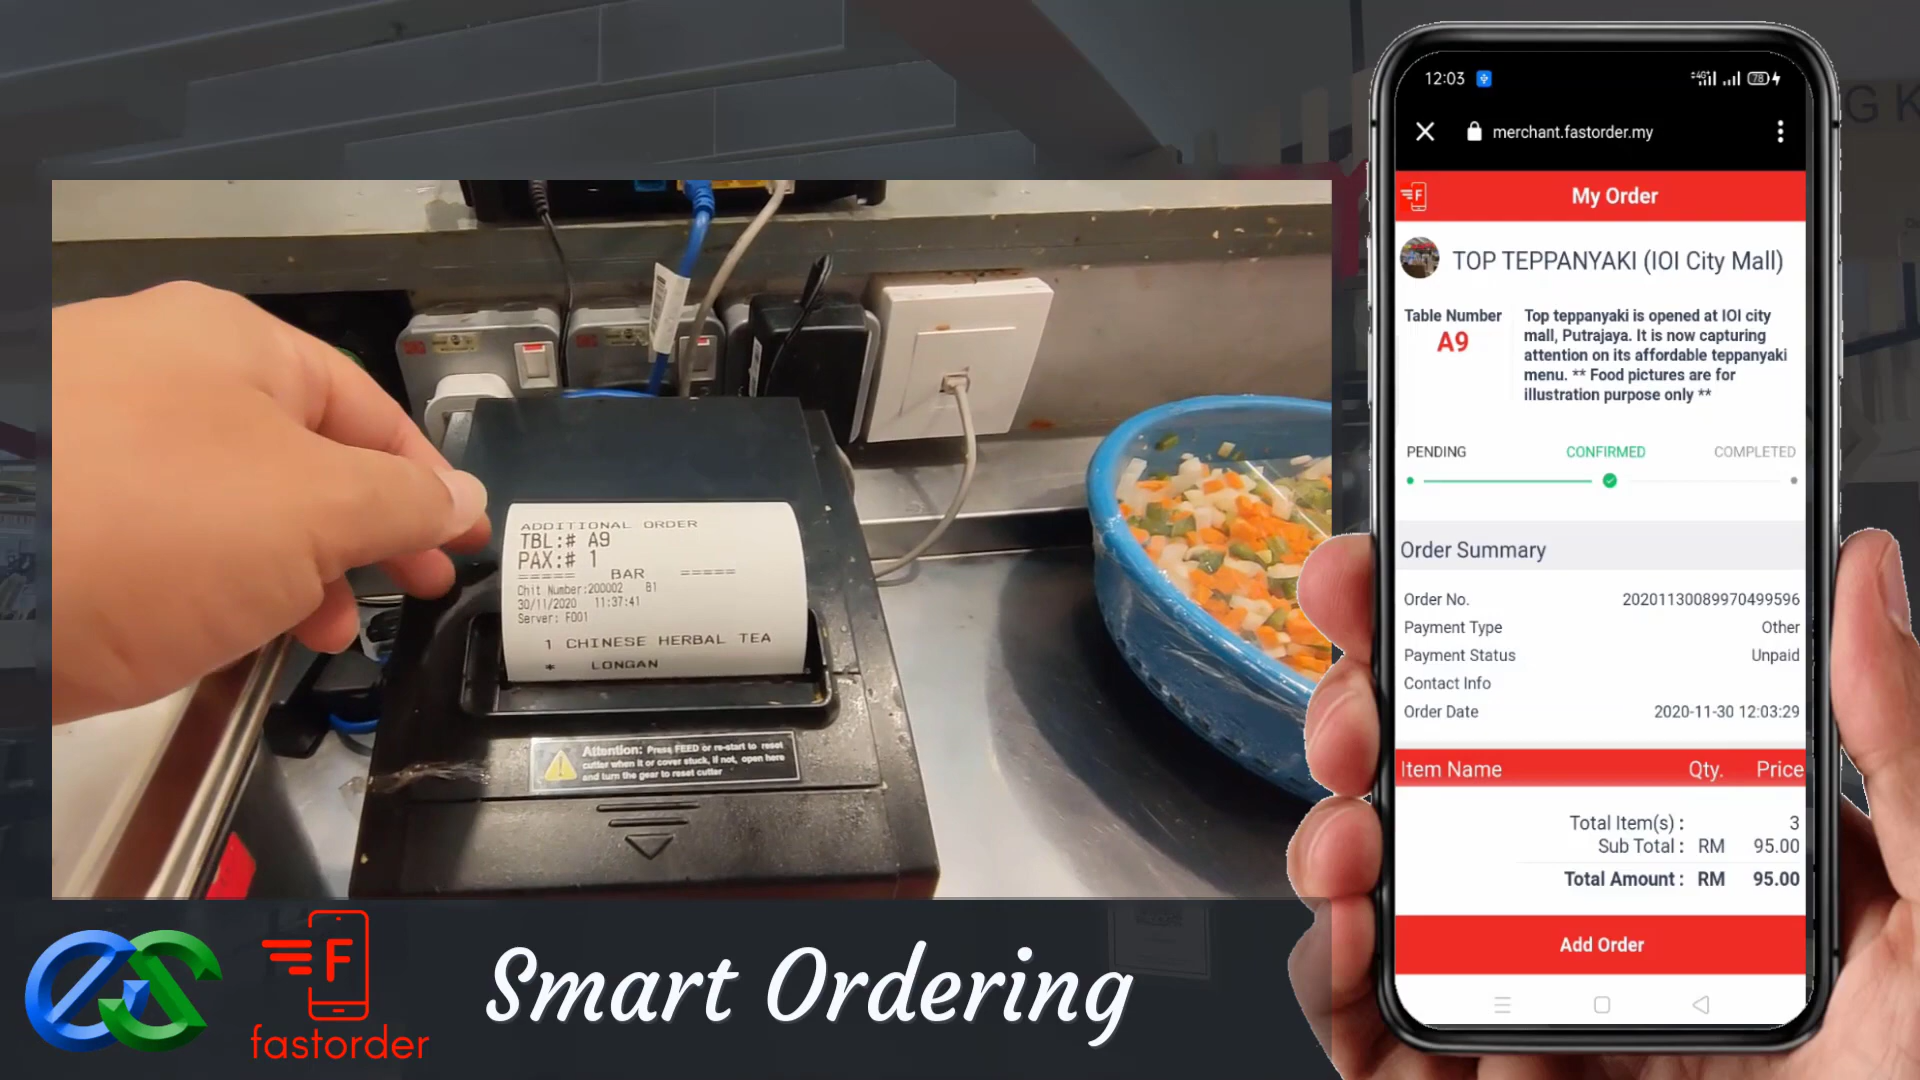 ADDITIONAL ORDER
TBL:# A9
PAX:# 1
===== BAR =====
Chit Number:200002 B1
30/11/2020 11:37:41
Server: F001
1 CHINESE HERBAL TEA
* LONGAN
Attention: Press FEED or re-start to reset
cutter when it or cover stuck, if not, open here
and turn the gear to reset cutter
F
fastorder
Smart Ordering
12:03 4G+ 78
merchant.fastorder.my
F My Order
TOP TEPPANYAKI (IOI City Mall)
Table Number
A9
Top teppanyaki is opened at IOI city
mall, Putrajaya. It is now capturing
attention on its affordable teppanyaki
menu. ** Food pictures are for
illustration purpose only **
PENDING CONFIRMED COMPLETED
Order Summary
Order No. 20201130089970499596
Payment Type Other
Payment Status Unpaid
Contact Info
Order Date 2020-11-30 12:03:29
Item Name Qty. Price
Total Item(s) : 3
Sub Total : RM 95.00
Total Amount : RM 95.00
Add Order
G K